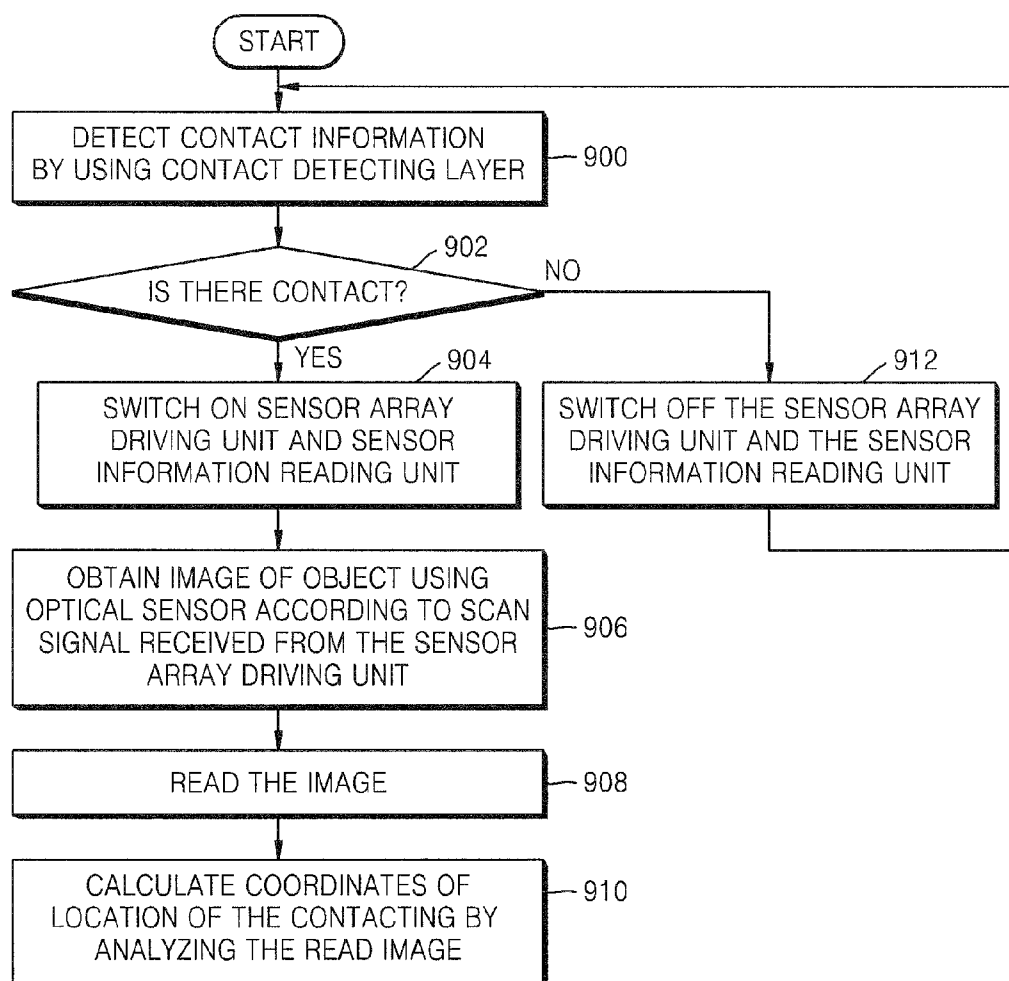 START
DETECT CONTACT INFORMATION
BY USING CONTACT DETECTING LAYER
900
902
IS THERE CONTACT?
NO
YES
904
SWITCH ON SENSOR ARRAY
DRIVING UNIT AND SENSOR
INFORMATION READING UNIT
912
SWITCH OFF THE SENSOR ARRAY
DRIVING UNIT AND THE SENSOR
INFORMATION READING UNIT
OBTAIN IMAGE OF OBJECT USING
OPTICAL SENSOR ACCORDING TO SCAN
SIGNAL RECEIVED FROM THE SENSOR
ARRAY DRIVING UNIT
906
READ THE IMAGE
908
CALCULATE COORDINATES OF
LOCATION OF THE CONTACTING BY
ANALYZING THE READ IMAGE
910